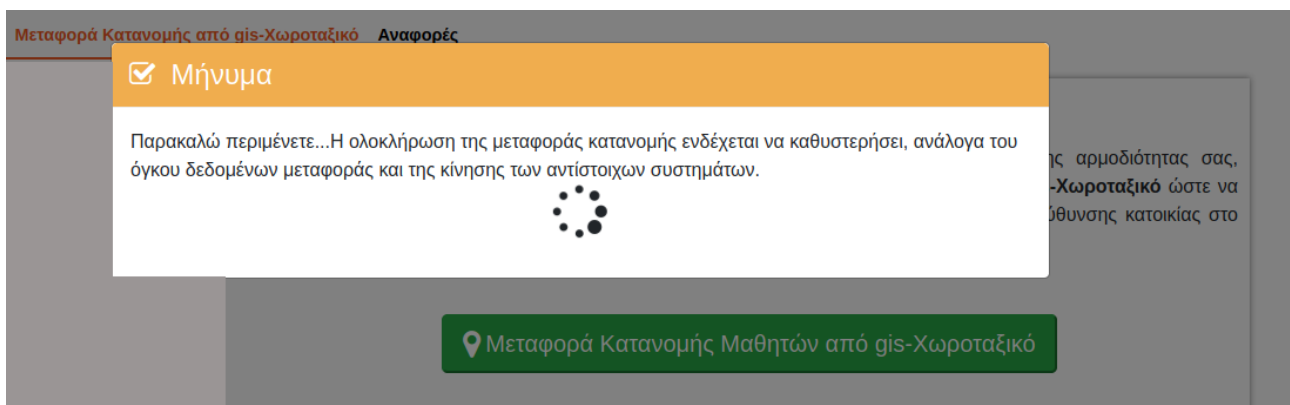 Μεταφορά Κατανομής από gis-Χωροταξικό Αναφορές
Μήνυμα
Παρακαλώ περιμένετε...Η ολοκλήρωση της μεταφοράς κατανομής ενδέχεται να καθυστερήσει, ανάλογα του
όγκου δεδομένων μεταφοράς και της κίνησης των αντίστοιχων συστημάτων.
ης αρμοδιότητας σας,
-Χωροταξικό ώστε να
ύθυνσης κατοικίας στο
Μεταφορά Κατανομής Μαθητών από gis-Χωροταξικό